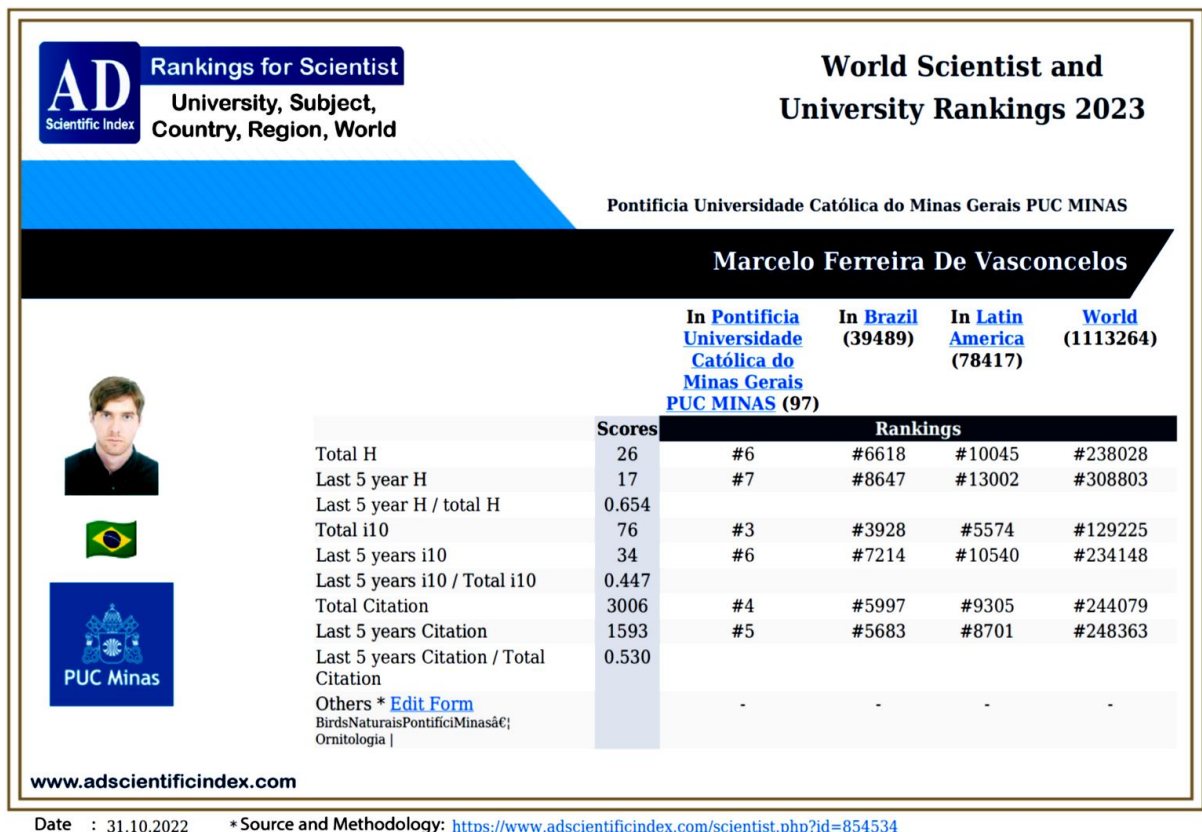 AD
Scientific Index
Rankings for Scientist
University, Subject,
Country, Region, World
World Scientist and
University Rankings 2023
Pontificia Universidade Católica do Minas Gerais PUC MINAS
Marcelo Ferreira De Vasconcelos
In Pontificia
Universidade
Católica do
Minas Gerais
PUC MINAS (97)
In Brazil
(39489)
In Latin
America
(78417)
World
(1113264)
Scores Rankings
Total H 26 #6 #6618 #10045 #238028
Last 5 year H 17 #7 #8647 #13002 #308803
Last 5 year H / total H 0.654
Total i10 76 #3 #3928 #5574 #129225
Last 5 years i10 34 #6 #7214 #10540 #234148
Last 5 years i10 / Total i10 0.447
Total Citation 3006 #4 #5997 #9305 #244079
Last 5 years Citation 1593 #5 #5683 #8701 #248363
Last 5 years Citation / Total 0.530
Citation
Others * Edit Form - - - -
BirdsNaturaisPontifíciMinasâ€¦
Ornitologia |
PUC Minas
www.adscientificindex.com
Date : 31.10.2022 * Source and Methodology: https://www.adscientificindex.com/scientist.php?id=854534